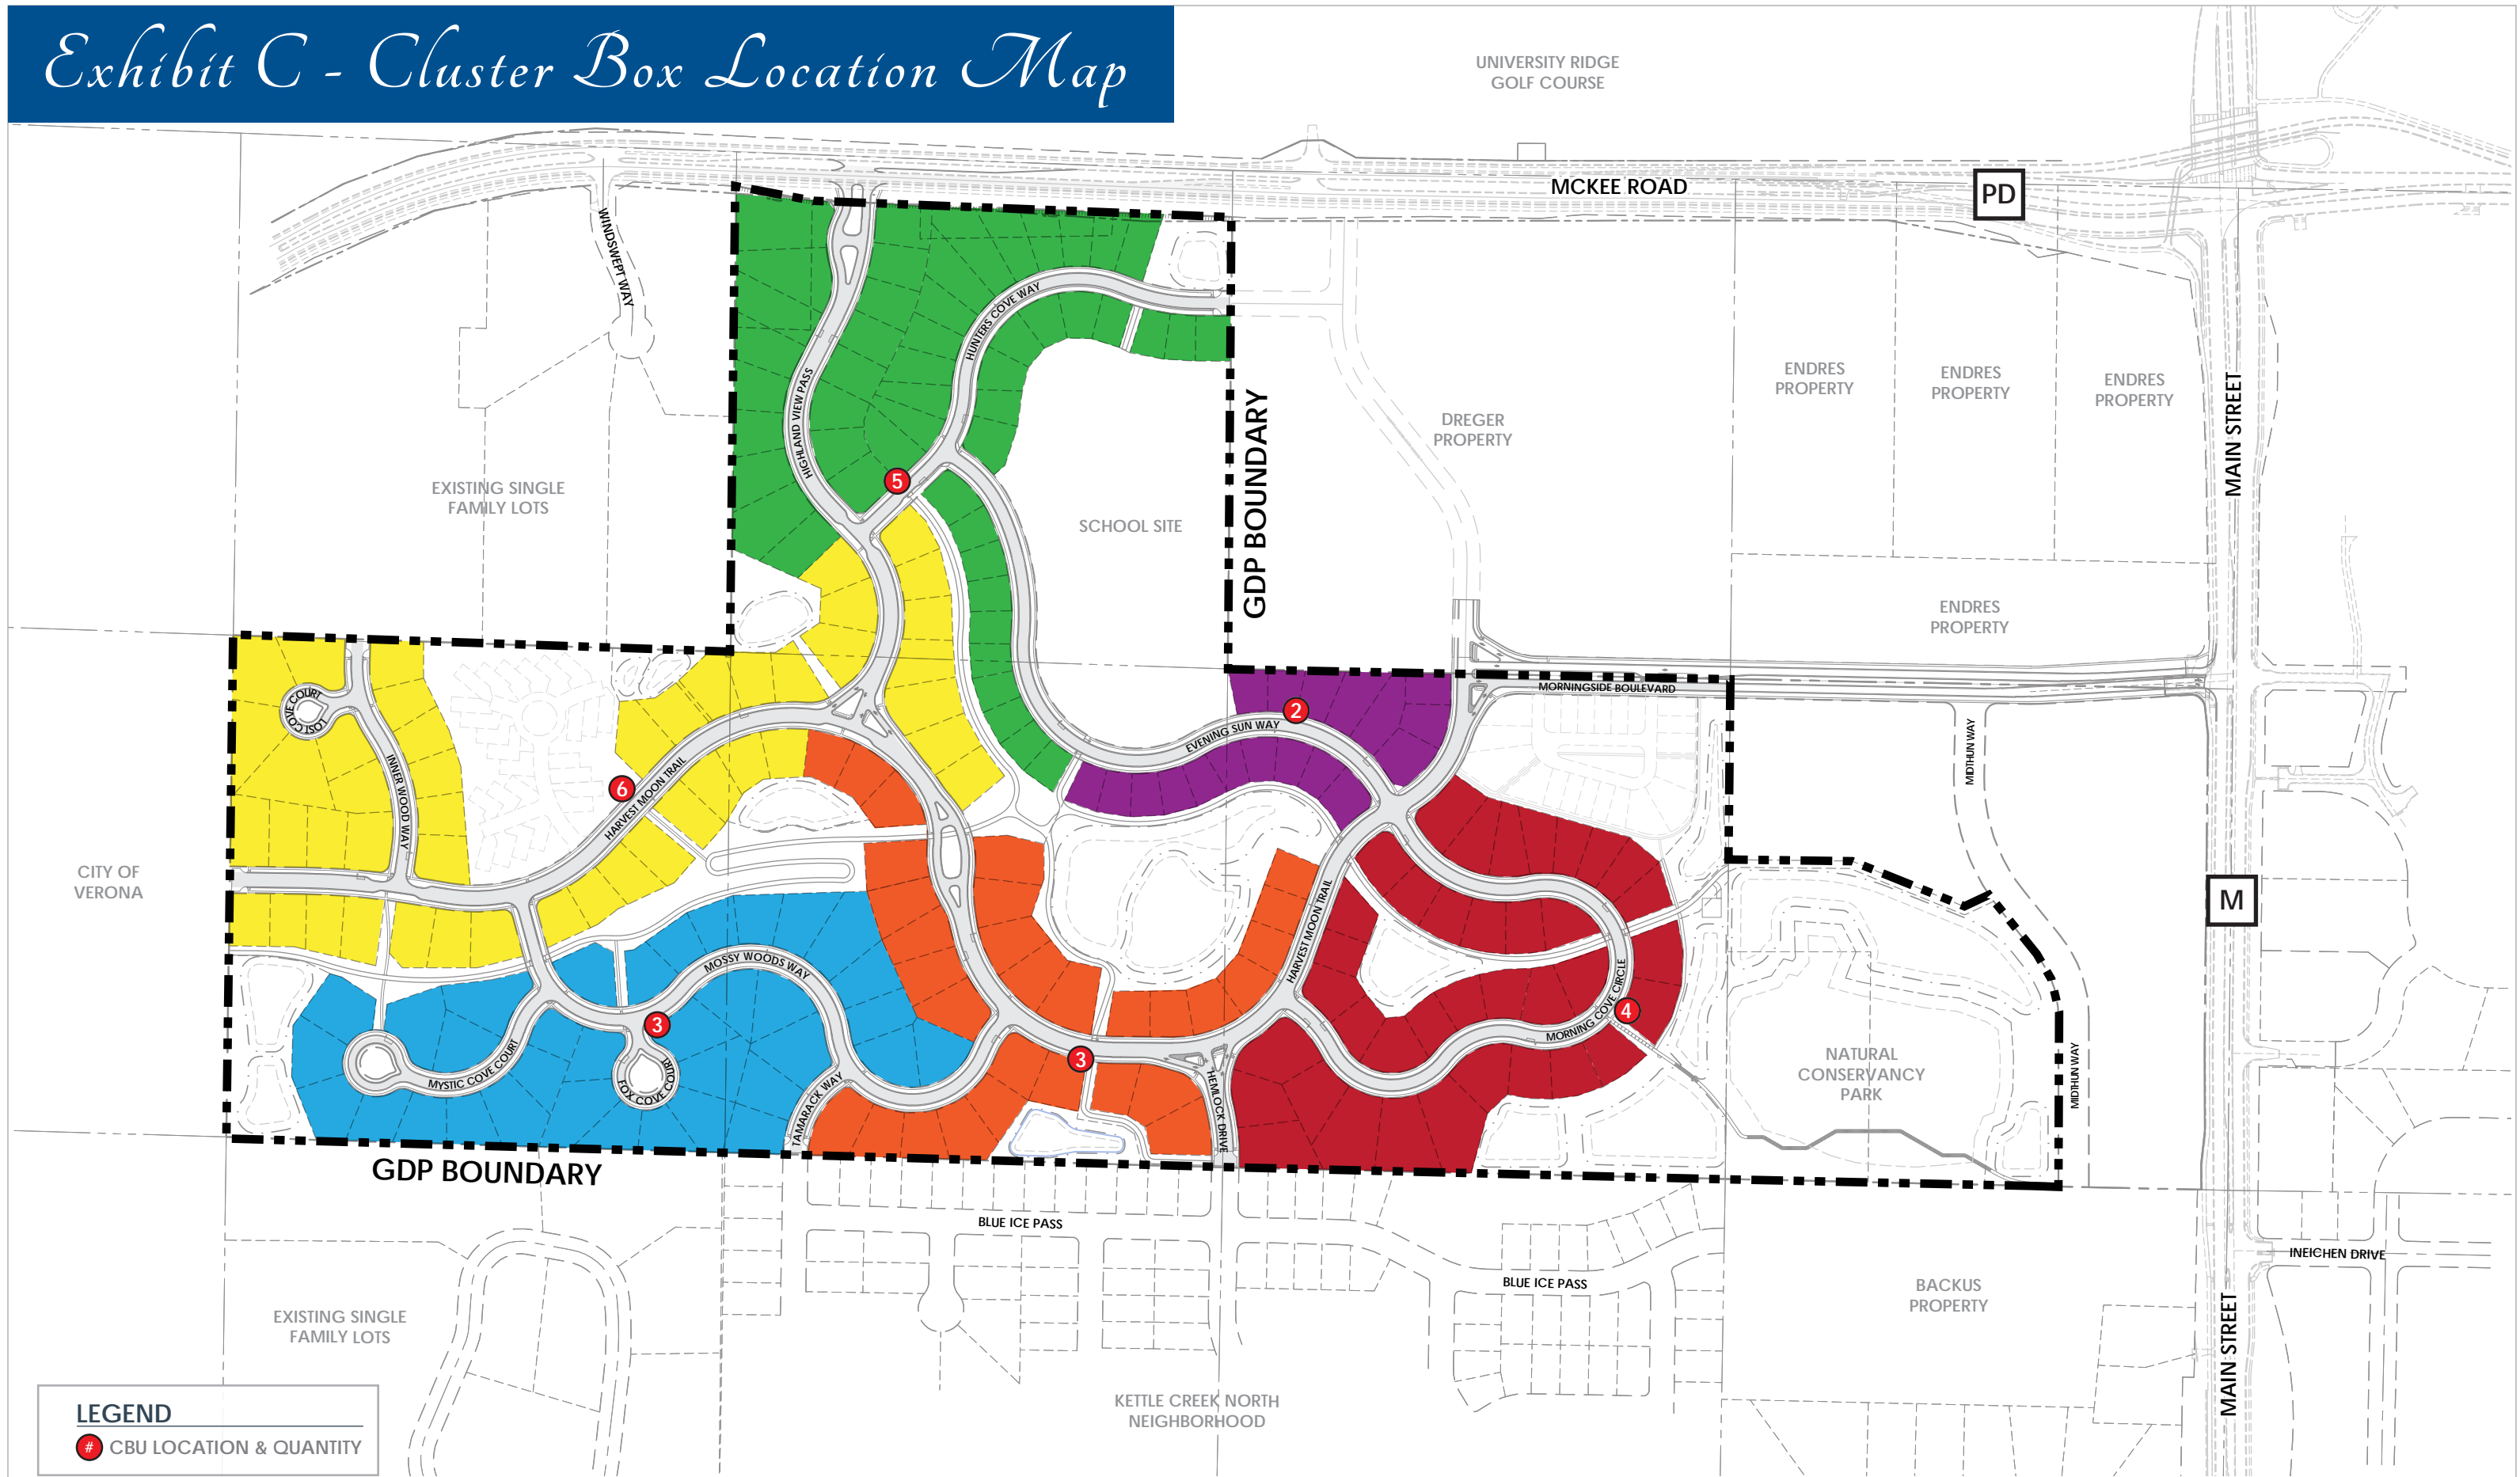 Exhibit C - Cluster Box Location Map
UNIVERSITY RIDGE
GOLF COURSE
MCKEE ROAD
PD
WINDSWEPT WAY
HUNTERS COVE WAY
HIGHLAND VIEW PASS
ENDRES
PROPERTY
ENDRES
PROPERTY
ENDRES
PROPERTY
MAIN STREET
DREGER
PROPERTY
GDP BOUNDARY
EXISTING SINGLE
FAMILY LOTS
5
SCHOOL SITE
ENDRES
PROPERTY
MORNINGSIDE BOULEVARD
LOST COVE COURT
2
EVENING SUN WAY
MIDTHUN WAY
INNER WOOD WAY
6
HARVEST MOON TRAIL
CITY OF
VERONA
M
HARVEST MOON TRAIL
MOSSY WOODS WAY
3
MORNING COVE CIRCLE
4
MYSTIC COVE COURT
FOX COVE COURT
3
TAMARACK WAY
HEMLOCK DRIVE
NATURAL
CONSERVANCY
PARK
MIDTHUN WAY
GDP BOUNDARY
BLUE ICE PASS
BLUE ICE PASS
INEICHEN DRIVE
EXISTING SINGLE
FAMILY LOTS
BACKUS
PROPERTY
MAIN STREET
KETTLE CREEK NORTH
NEIGHBORHOOD
LEGEND
# CBU LOCATION & QUANTITY